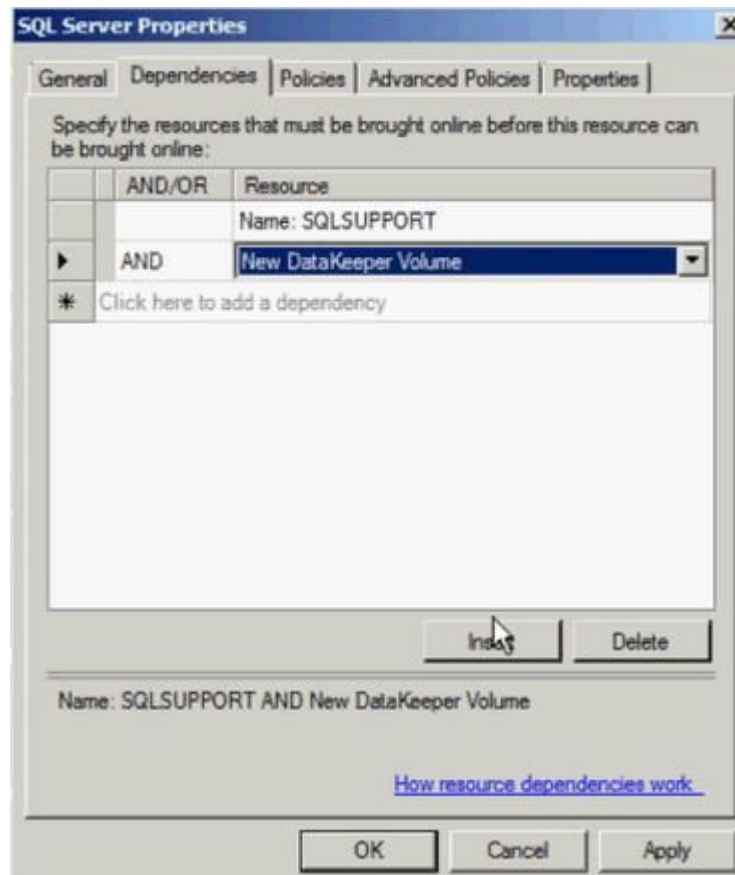 SQL Server Properties
General Dependencies Policies Advanced Policies Properties
Specify the resources that must be brought online before this resource can
be brought online:
AND/OR Resource
Name: SQLSUPPORT
AND New DataKeeper Volume
Click here to add a dependency
Delete
Name: SQLSUPPORT AND New DataKeeper Volume
How resource dependencies work
OK Cancel Apply